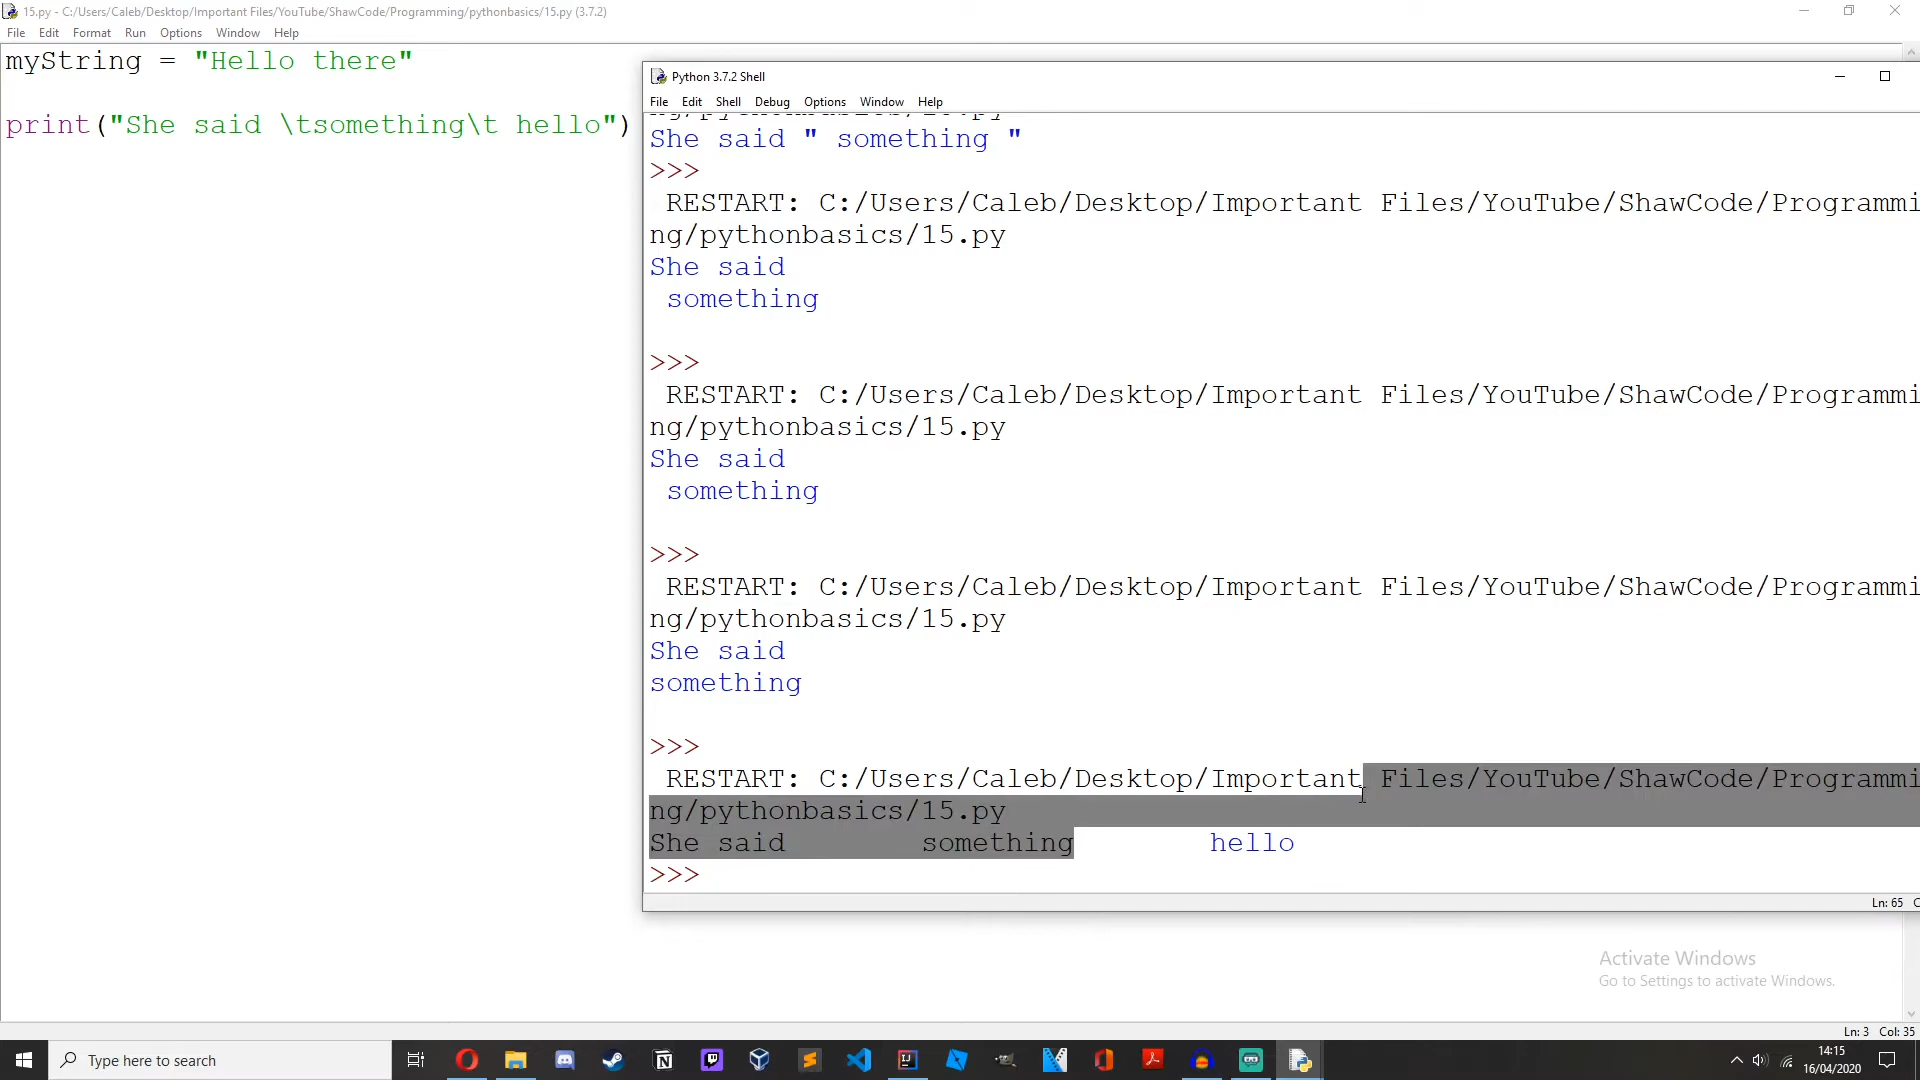 15.py - C:/Users/Caleb/Desktop/Important Files/YouTube/ShawCode/Programming/pythonbasics/15.py (3.7.2)
File Edit Format Run Options Window Help
myString = "Hello there"
print("She said \tsomething\t hello")
Python 3.7.2 Shell
File Edit Shell Debug Options Window Help
She said " something "
>>>
RESTART: C:/Users/Caleb/Desktop/Important Files/YouTube/ShawCode/Programmi
ng/pythonbasics/15.py
She said
something
>>>
RESTART: C:/Users/Caleb/Desktop/Important Files/YouTube/ShawCode/Programmi
ng/pythonbasics/15.py
She said
something
>>>
RESTART: C:/Users/Caleb/Desktop/Important Files/YouTube/ShawCode/Programmi
ng/pythonbasics/15.py
She said
something
>>>
RESTART: C:/Users/Caleb/Desktop/Important Files/YouTube/ShawCode/Programmi
ng/pythonbasics/15.py
She said something hello
>>>
Ln: 65
Activate Windows
Go to Settings to activate Windows.
Ln: 3 Col: 35
Type here to search
14:15
16/04/2020